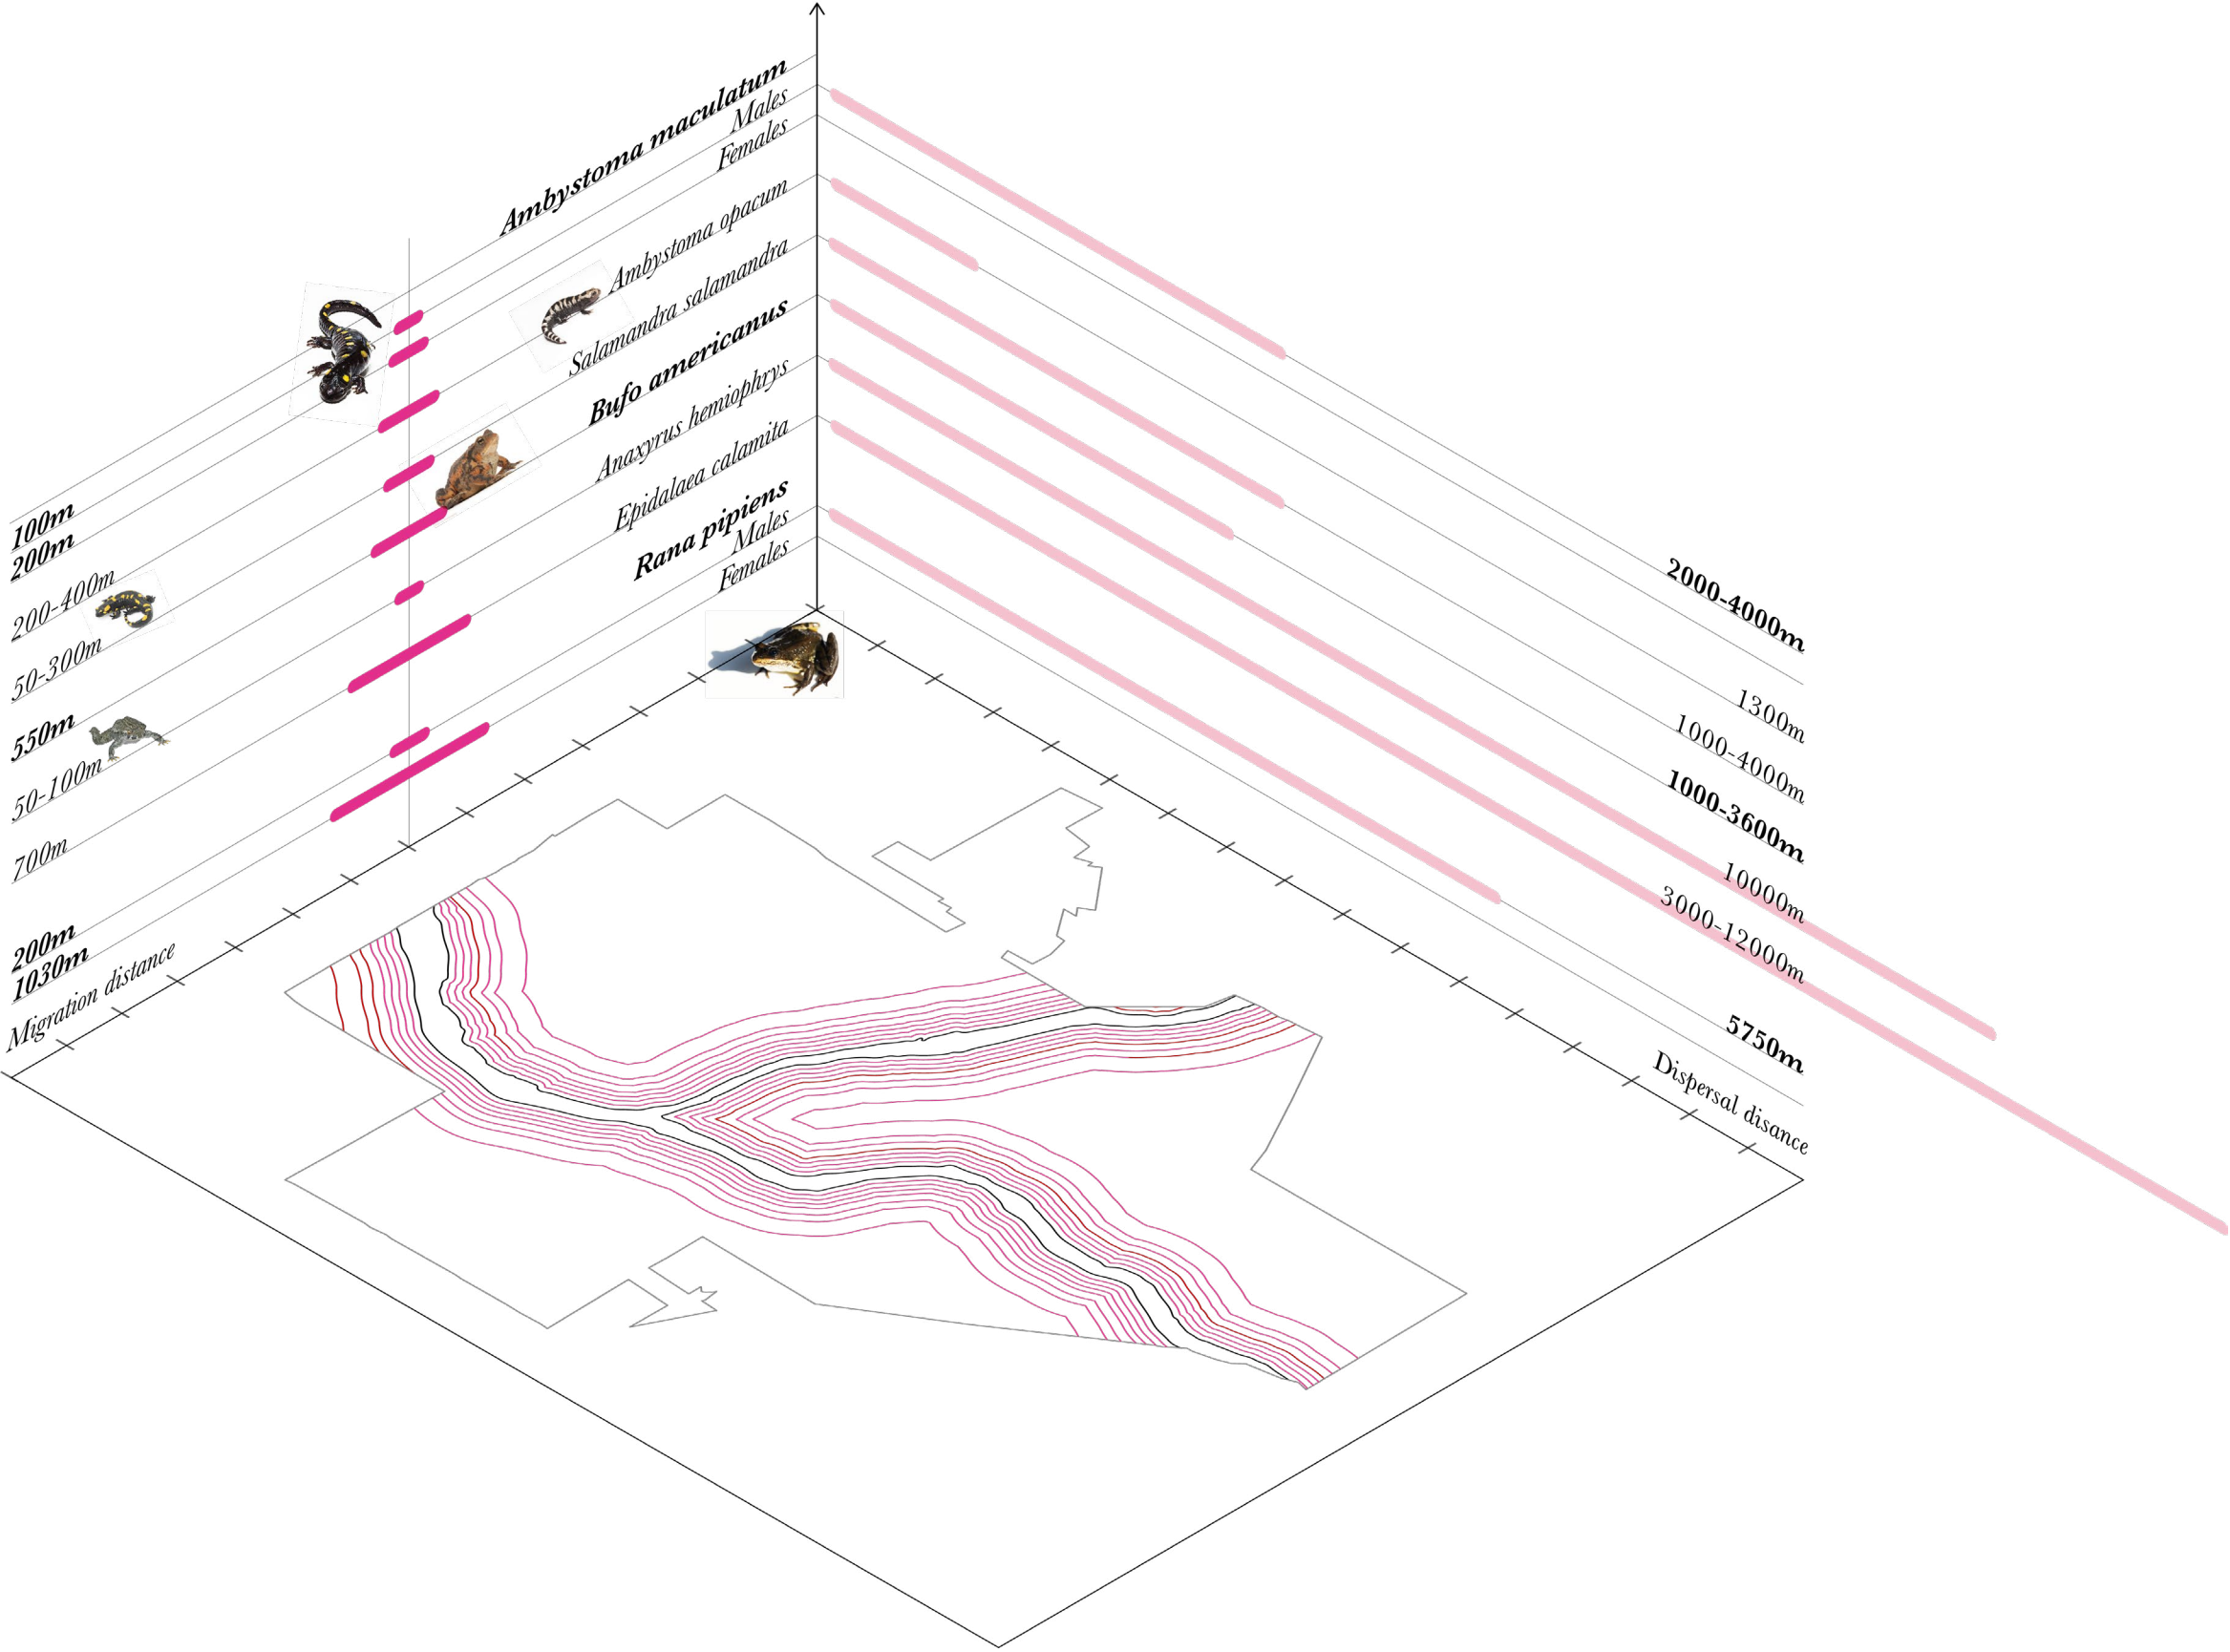 Ambystoma maculatum
Males
Females
Ambystoma opacum
Salamandra salamandra
Bufo americanus
Anaxyrus hemiophrys
Epidalaea calamita
Rana pipiens
Males
Females
100m
200m
200-400m
50-300m
550m
50-100m
700m
200m
1030m
Migration distance
2000-4000m
1300m
1000-4000m
1000-3600m
10000m
3000-12000m
5750m
Dispersal disance